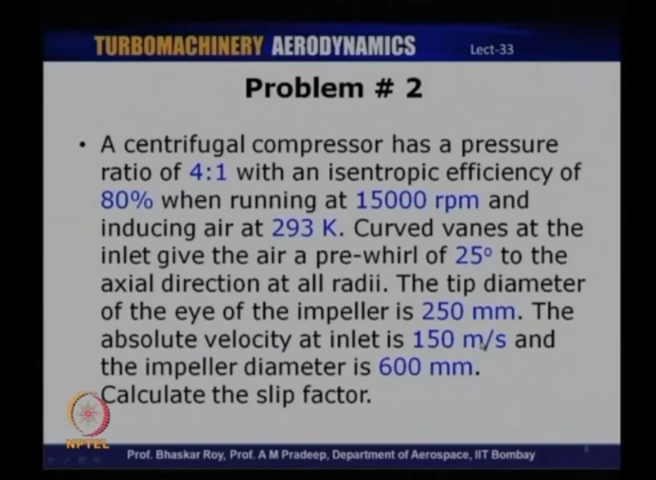 TURBOMACHINERY AERODYNAMICS Lect-33
Problem # 2
• A centrifugal compressor has a pressure
ratio of 4:1 with an isentropic efficiency of
80% when running at 15000 rpm and
inducing air at 293 K. Curved vanes at the
inlet give the air a pre-whirl of 25º to the
axial direction at all radii. The tip diameter
of the eye of the impeller is 250 mm. The
absolute velocity at inlet is 150 m/s and
the impeller diameter is 600 mm.
Calculate the slip factor.
NPTEL
Prof. Bhaskar Roy, Prof. A M Pradeep, Department of Aerospace, IIT Bombay